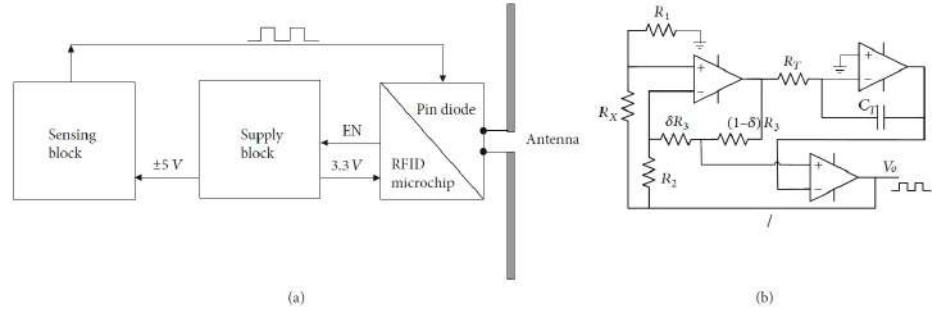 Sensing
block
±5 V
Supply
block
EN
3.3 V
Pin diode
RFID
microchip
Antenna
(a)
R1
RX
RT
CT
δR3
(1–δ)R3
R2
Vo
/
(b)